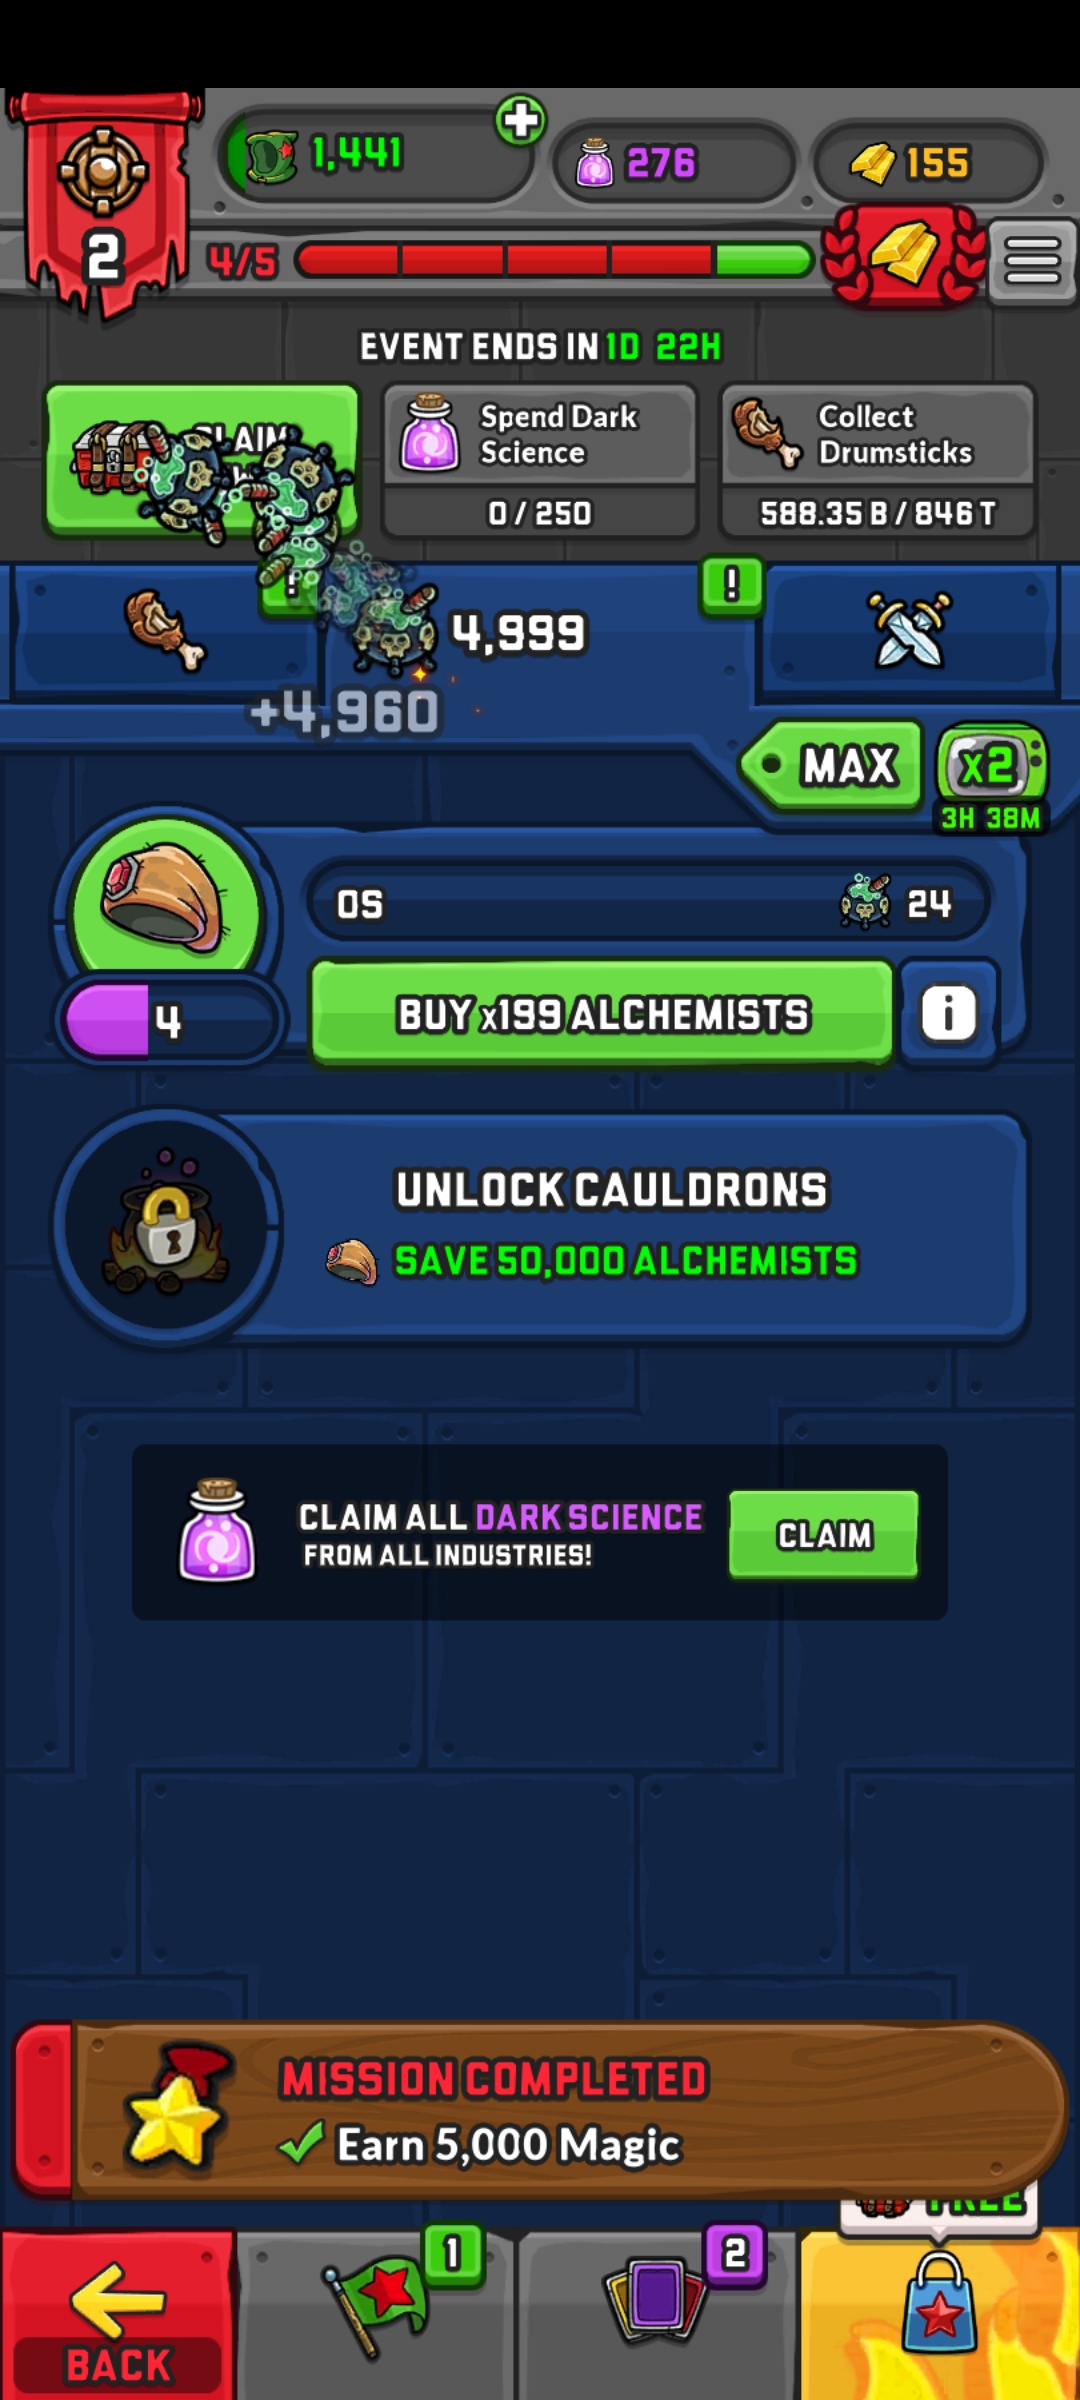 1,441
276
155
2
4/5
EVENT ENDS IN 1D 22H
CLAIM
Spend Dark
Science
0 / 250
Collect
Drumsticks
588.35 B / 846 T
!
!
4,999
+4,960
MAX
x2
3H 38M
0S
24
4
BUY x199 ALCHEMISTS
i
UNLOCK CAULDRONS
SAVE 50,000 ALCHEMISTS
CLAIM ALL DARK SCIENCE
FROM ALL INDUSTRIES!
CLAIM
MISSION COMPLETED
Earn 5,000 Magic
FREE
1
2
BACK